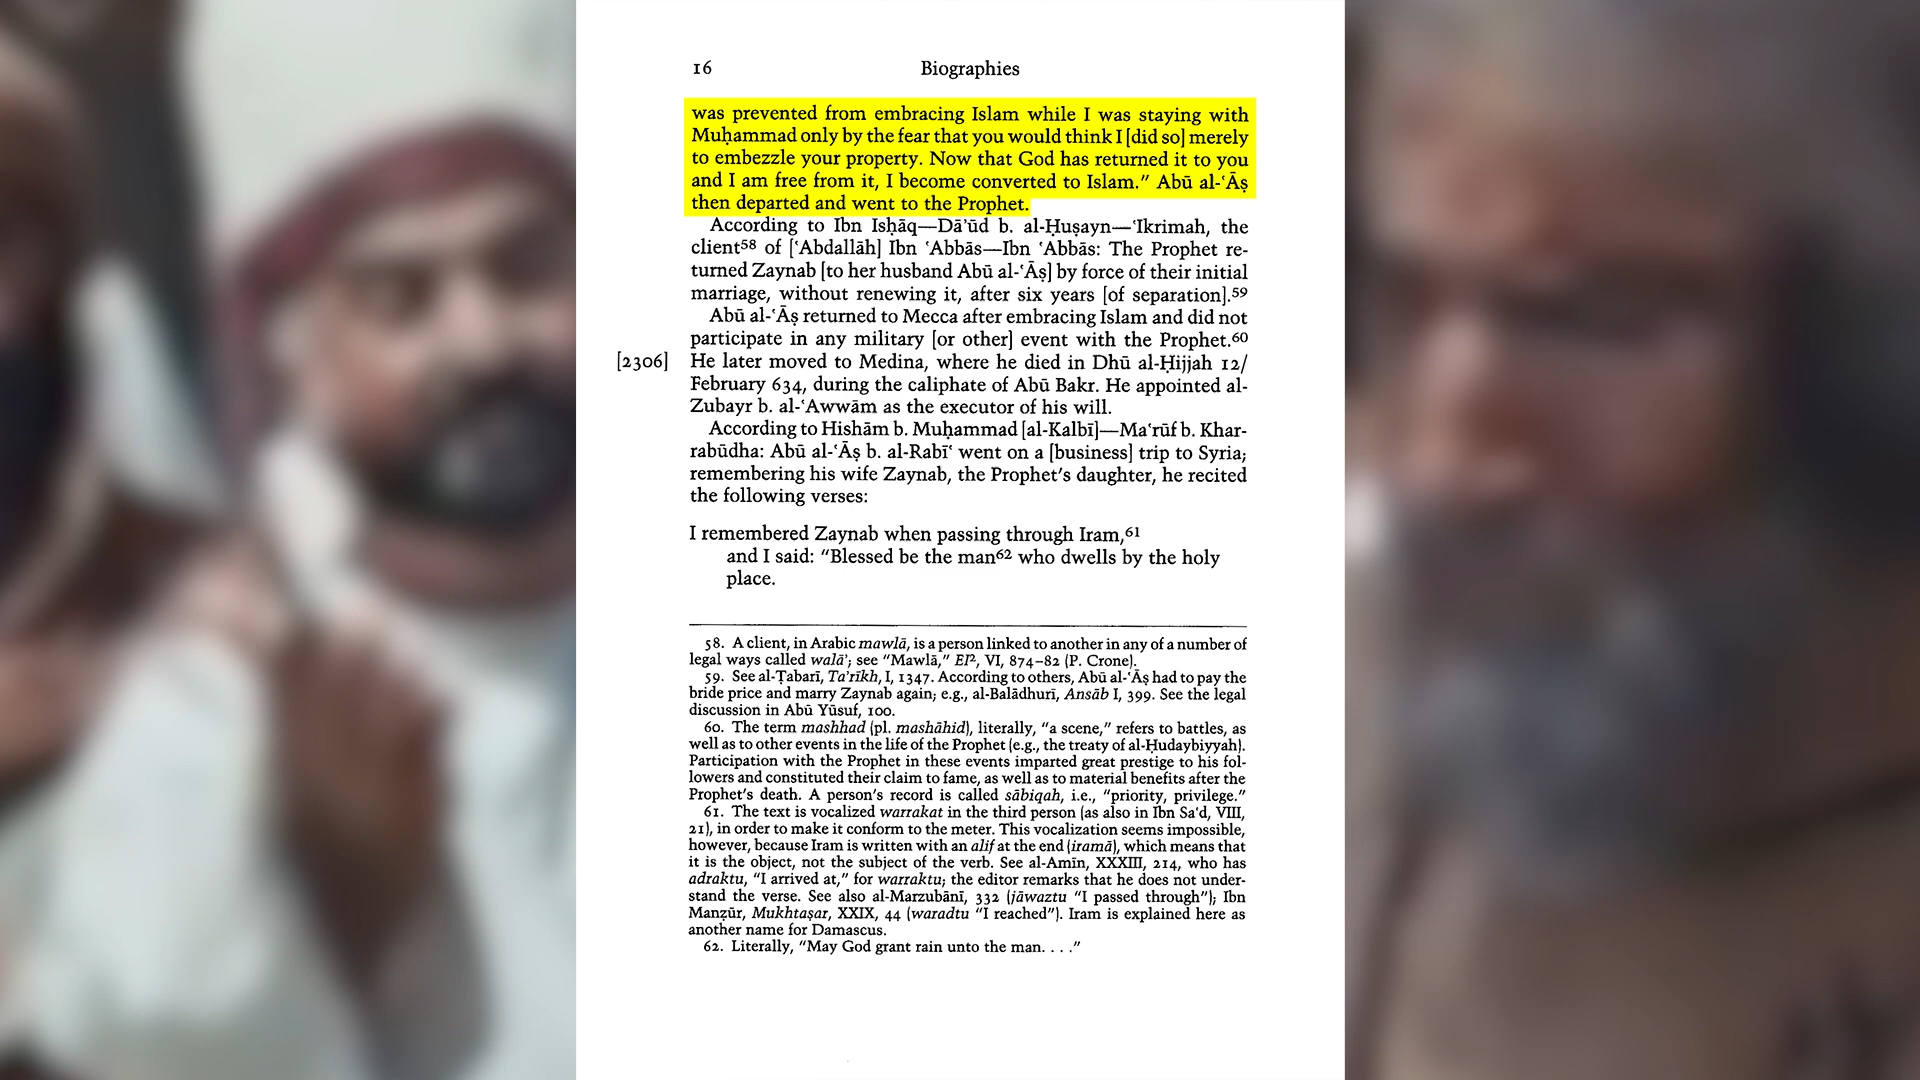 16 Biographies
was prevented from embracing Islam while I was staying with
Muḥammad only by the fear that you would think I [did so] merely
to embezzle your property. Now that God has returned it to you
and I am free from it, I become converted to Islam.” Abū al-ʿĀṣ
then departed and went to the Prophet.
According to Ibn Isḥāq—Dāʾūd b. al-Ḥuṣayn—ʿIkrimah, the
client58 of [ʿAbdallāh] Ibn ʿAbbās—Ibn ʿAbbās: The Prophet re-
turned Zaynab [to her husband Abū al-ʿĀṣ] by force of their initial
marriage, without renewing it, after six years [of separation].59
Abū al-ʿĀṣ returned to Mecca after embracing Islam and did not
participate in any military [or other] event with the Prophet.60
[2306] He later moved to Medina, where he died in Dhū al-Ḥijjah 12/
February 634, during the caliphate of Abū Bakr. He appointed al-
Zubayr b. al-ʿAwwām as the executor of his will.
According to Hishām b. Muḥammad [al-Kalbī]—Maʿrūf b. Khar-
rabūdha: Abū al-ʿĀṣ b. al-Rabīʿ went on a [business] trip to Syria;
remembering his wife Zaynab, the Prophet’s daughter, he recited
the following verses:
I remembered Zaynab when passing through Iram,61
and I said: “Blessed be the man62 who dwells by the holy
place.
58. A client, in Arabic mawlā, is a person linked to another in any of a number of
legal ways called walāʾ; see “Mawlā,” EI², VI, 874–82 (P. Crone).
59. See al-Ṭabarī, Taʾrīkh, I, 1347. According to others, Abū al-ʿĀṣ had to pay the
bride price and marry Zaynab again; e.g., al-Balādhurī, Ansāb I, 399. See the legal
discussion in Abū Yūsuf, 100.
60. The term mashhad (pl. mashāhid), literally, “a scene,” refers to battles, as
well as to other events in the life of the Prophet (e.g., the treaty of al-Ḥudaybiyyah).
Participation with the Prophet in these events imparted great prestige to his fol-
lowers and constituted their claim to fame, as well as to material benefits after the
Prophet’s death. A person’s record is called sābiqah, i.e., “priority, privilege.”
61. The text is vocalized warrakat in the third person (as also in Ibn Saʿd, VIII,
21), in order to make it conform to the meter. This vocalization seems impossible,
however, because Iram is written with an alif at the end (iramā), which means that
it is the object, not the subject of the verb. See al-Amīn, XXXIII, 214, who has
adraktu, “I arrived at,” for warraktu; the editor remarks that he does not under-
stand the verse. See also al-Marzubānī, 332 (jāwaztu “I passed through”); Ibn
Manẓūr, Mukhtaṣar, XXIX, 44 (waradtu “I reached”). Iram is explained here as
another name for Damascus.
62. Literally, “May God grant rain unto the man. . . .”